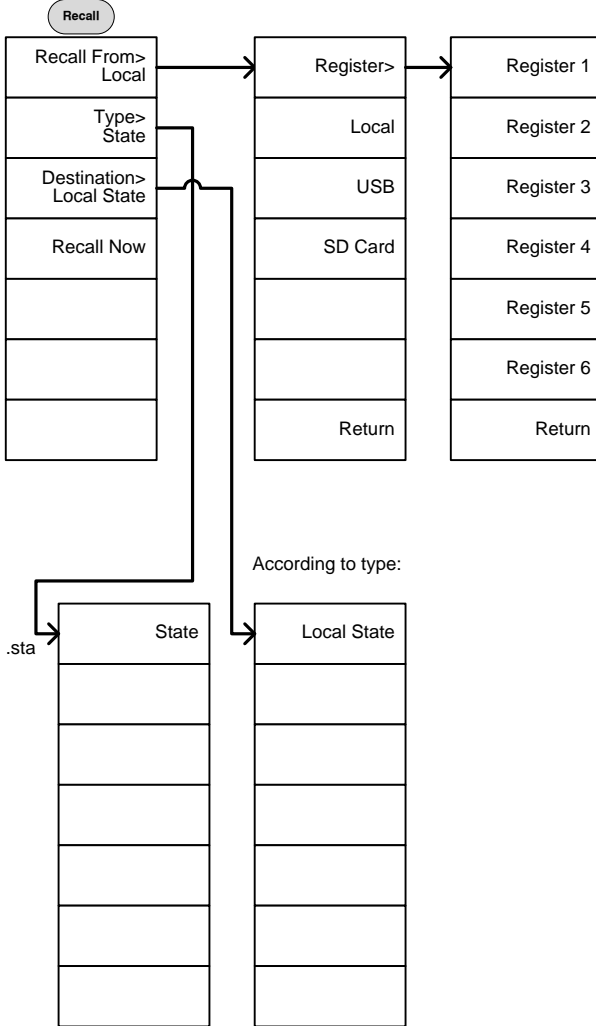 Recall
Recall From>
Local
Type>
State
Destination>
Local State
Recall Now
Register>
Local
USB
SD Card
Return
Register 1
Register 2
Register 3
Register 4
Register 5
Register 6
Return
According to type:
.sta
State
Local State